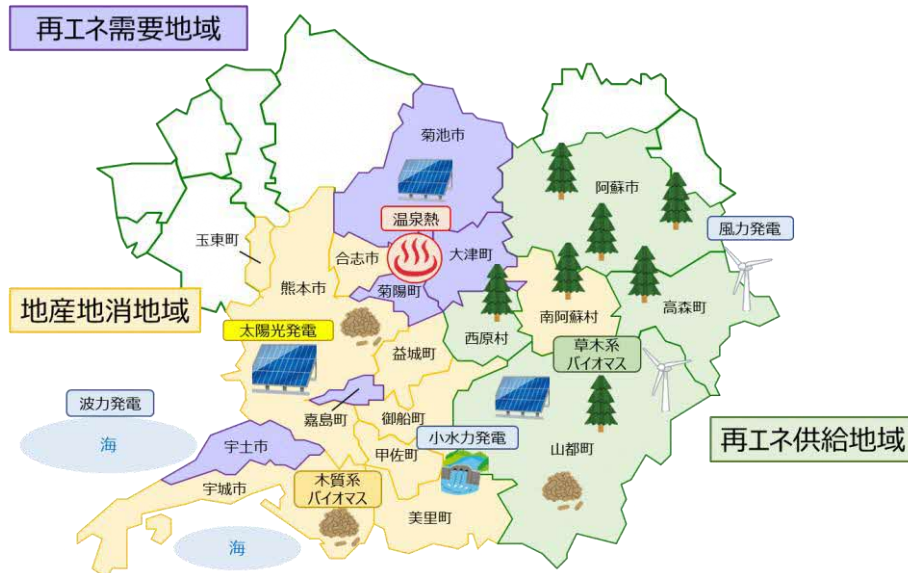 再エネ需要地域
菊池市
阿蘇市
温泉熱
風力発電
玉東町
合志市
大津町
熊本市
菊陽町
高森町
地産地消地域
南阿蘇村
太陽光発電
西原村
益城町
草木系
バイオマス
波力発電
嘉島町
御船町
海
宇土市
小水力発電
山都町
再エネ供給地域
甲佐町
宇城市
木質系
バイオマス
美里町
海